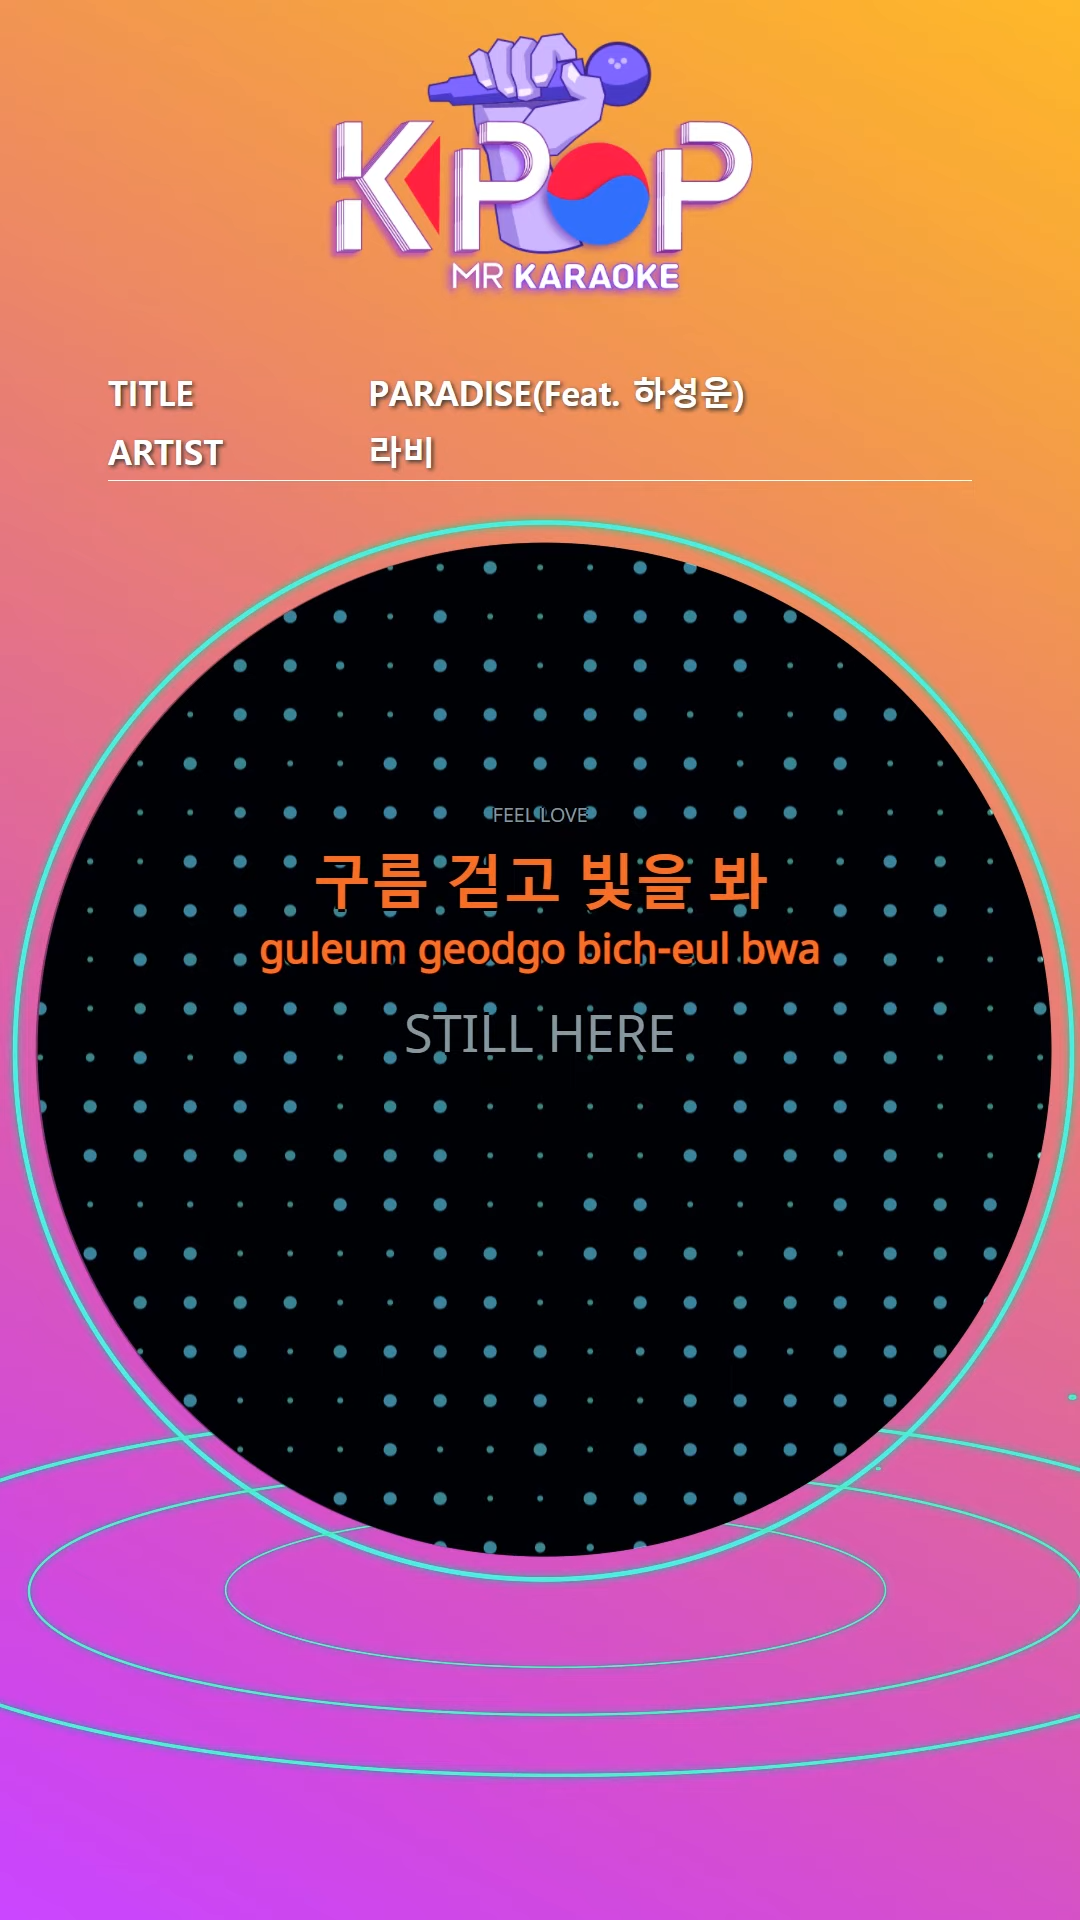 KPOP
MR KARAOKE
TITLE PARADISE(Feat. 하성운)
ARTIST 라비
FEEL LOVE
구름 걷고 빛을 봐
guleum geodgo bich-eul bwa
STILL HERE